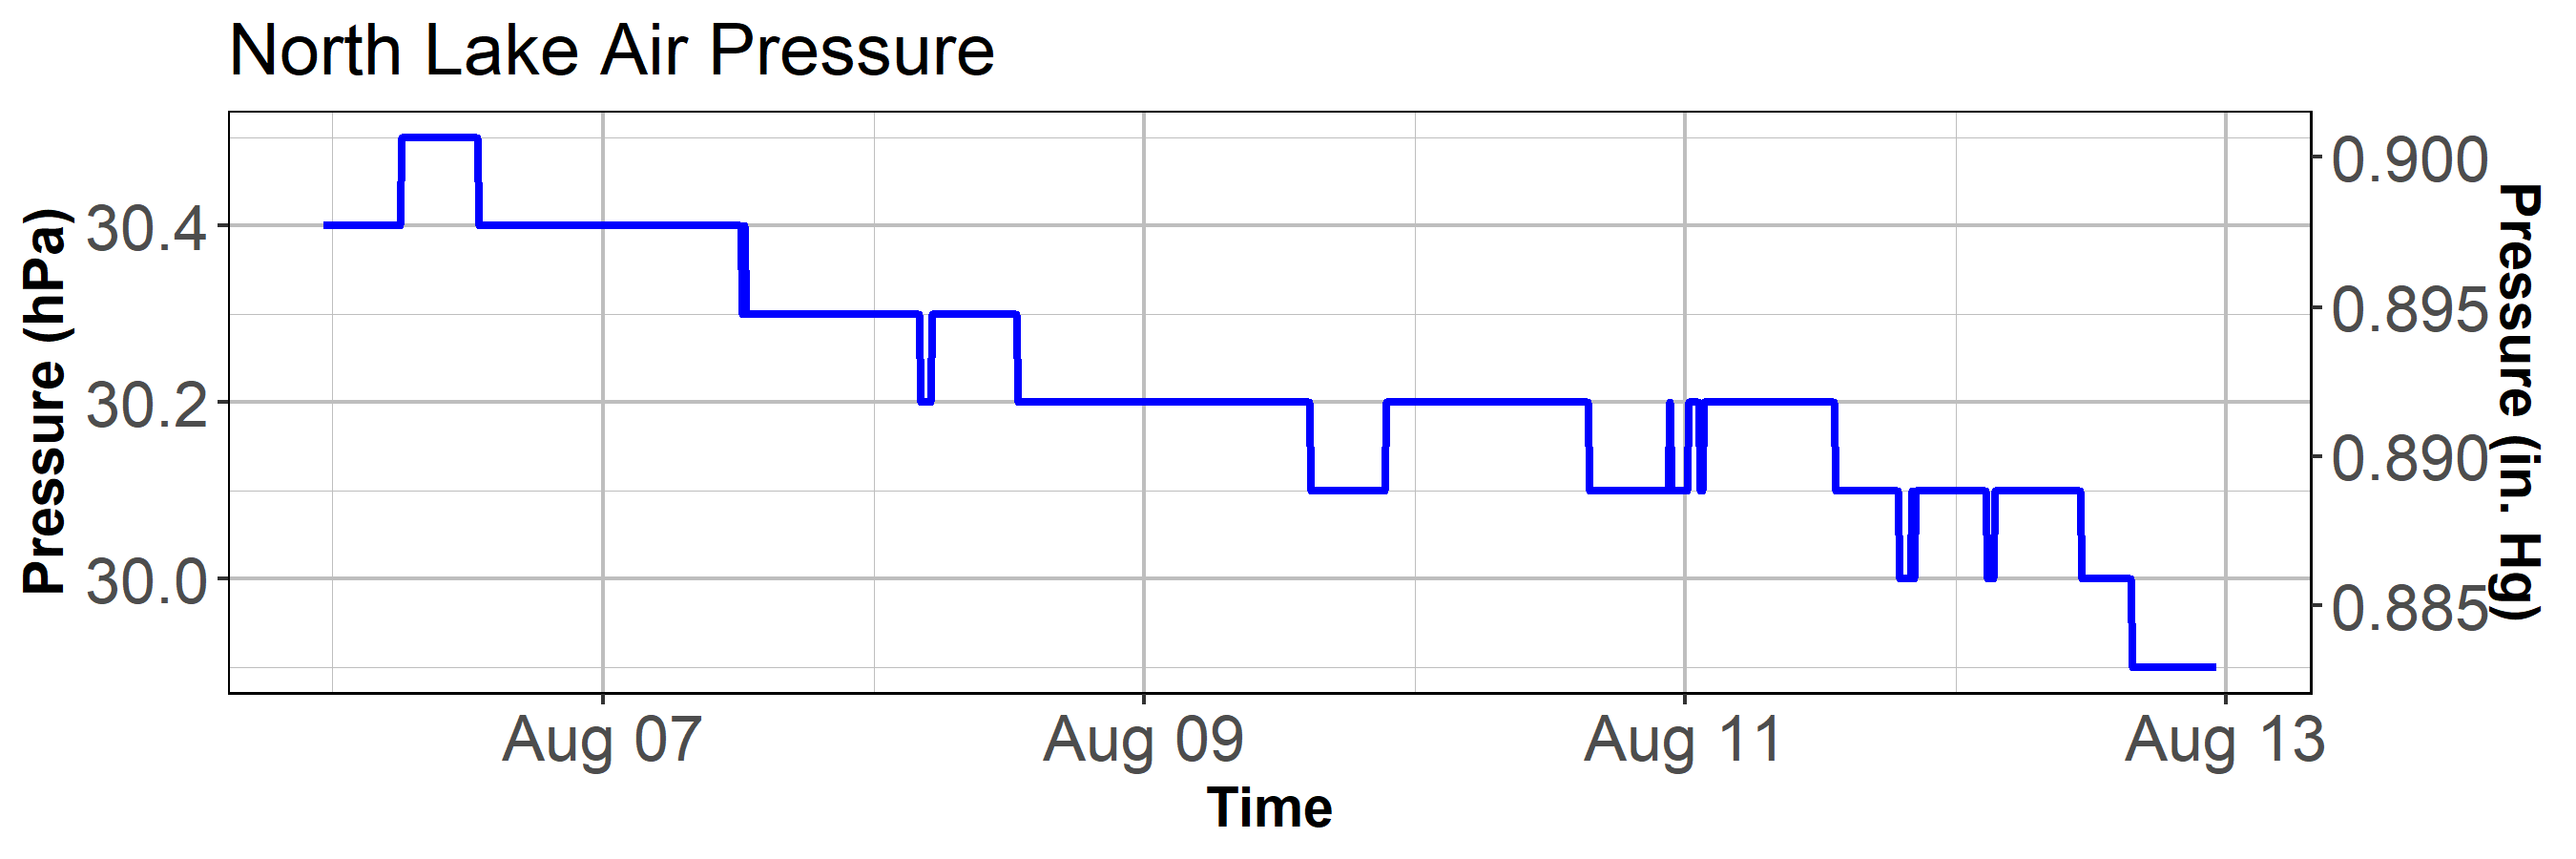 North Lake Air Pressure
Pressure (hPa)
30.4
30.2
30.0
0.900
0.895
0.890
0.885
Pressure (in. Hg)
Aug 07 Aug 09 Aug 11 Aug 13
Time